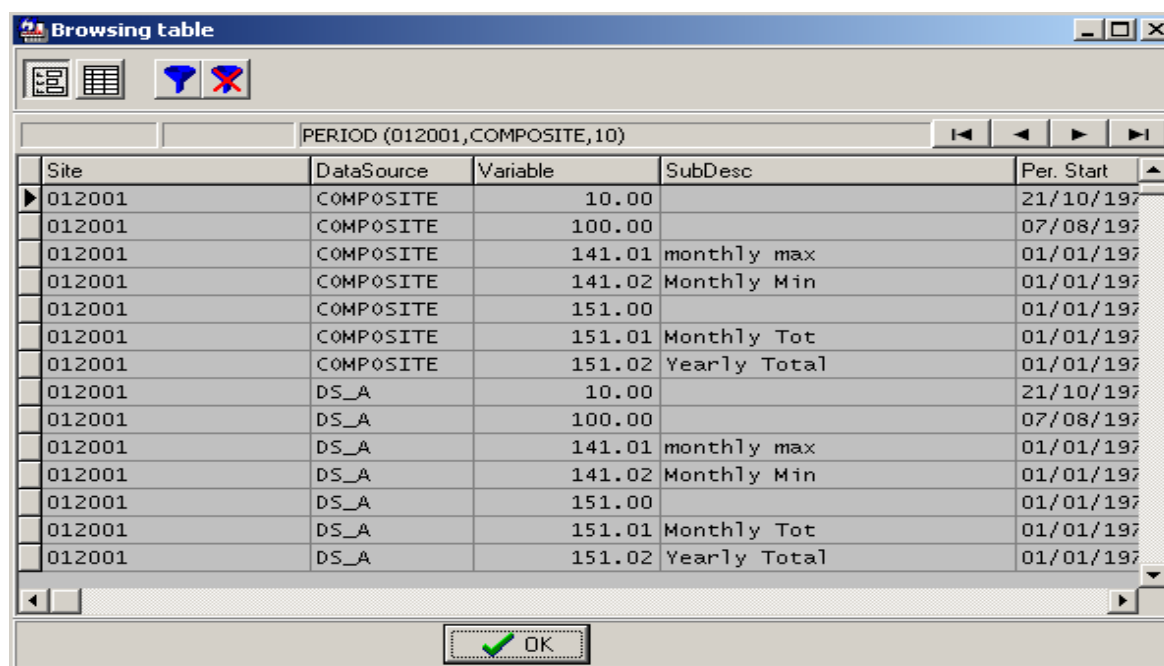 Browsing table
PERIOD (012001,COMPOSITE,10)
Site DataSource Variable SubDesc Per. Start
012001 COMPOSITE 10.00 21/10/197
012001 COMPOSITE 100.00 07/08/197
012001 COMPOSITE 141.01 monthly max 01/01/197
012001 COMPOSITE 141.02 Monthly Min 01/01/197
012001 COMPOSITE 151.00 01/01/197
012001 COMPOSITE 151.01 Monthly Tot 01/01/197
012001 COMPOSITE 151.02 Yearly Total 01/01/197
012001 DS_A 10.00 21/10/197
012001 DS_A 100.00 07/08/197
012001 DS_A 141.01 monthly max 01/01/197
012001 DS_A 141.02 Monthly Min 01/01/197
012001 DS_A 151.00 01/01/197
012001 DS_A 151.01 Monthly Tot 01/01/197
012001 DS_A 151.02 Yearly Total 01/01/197
OK